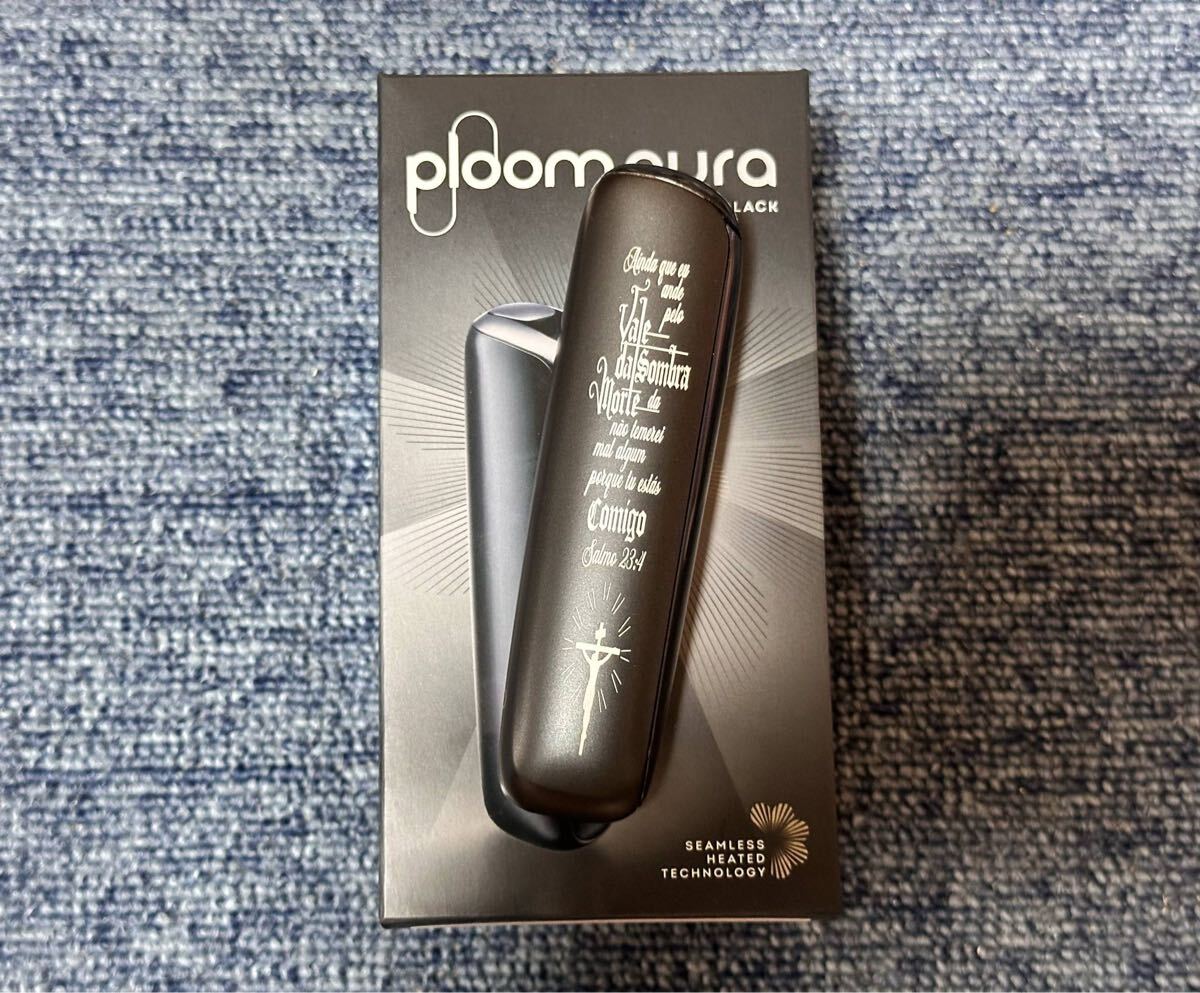 ploom aura
LACK
Ainda que eu
ande
pelo
Vale
da Sombra
Morte da
não temerei
mal algum
porque tu estás
Comigo
Salmo 23:4
SEAMLESS
HEATED
TECHNOLOGY